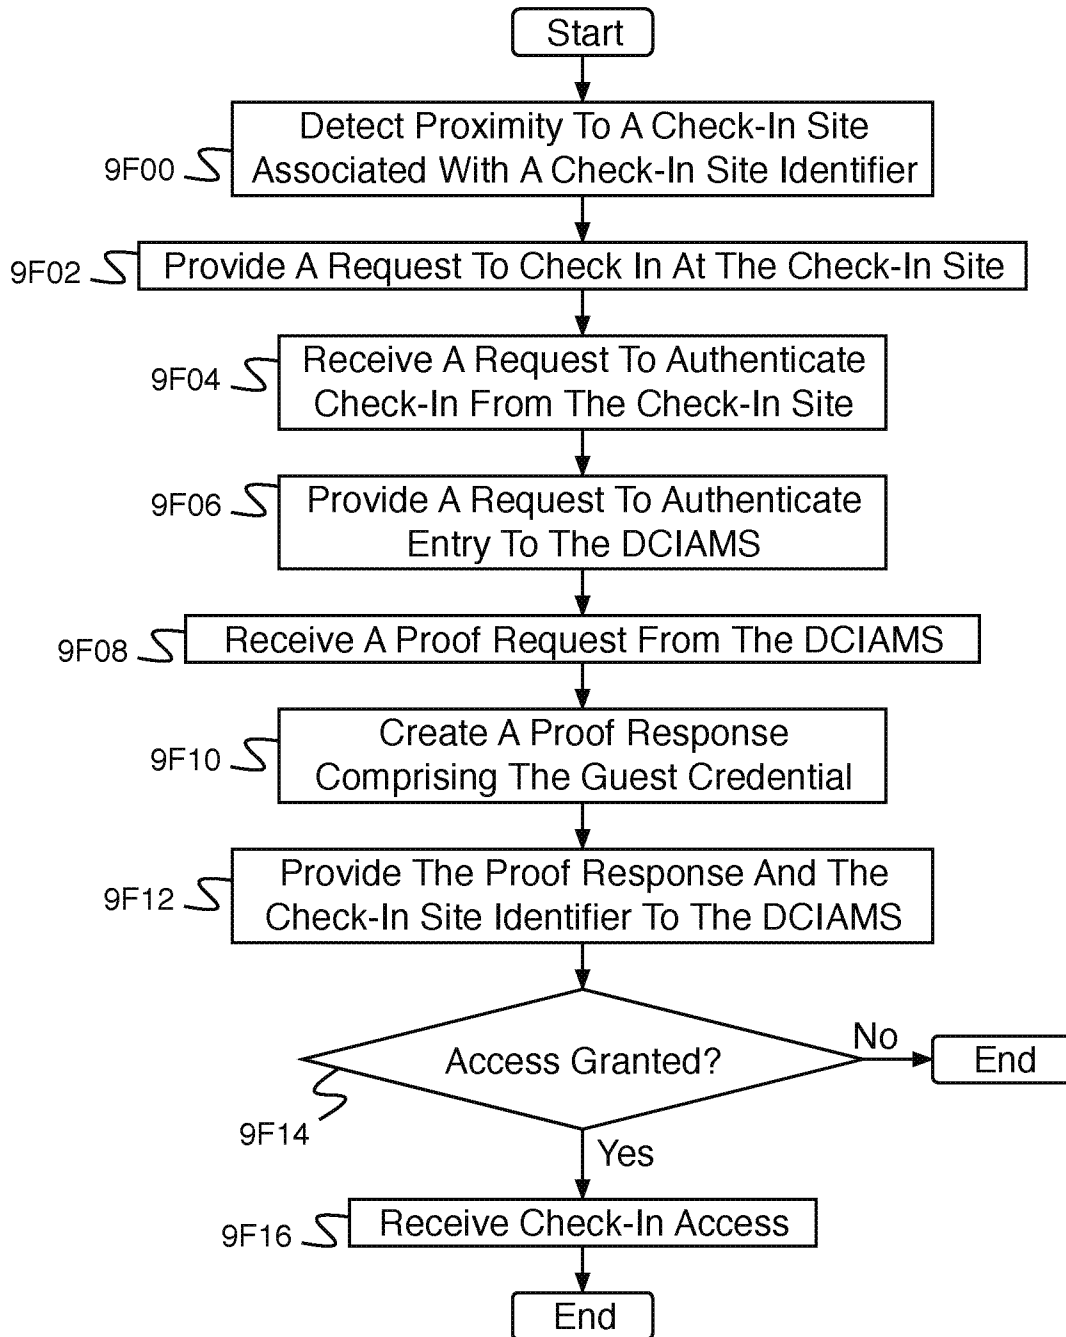 Start
Detect Proximity To A Check-In Site
Associated With A Check-In Site Identifier
9F00
Provide A Request To Check In At The Check-In Site
9F02
Receive A Request To Authenticate
Check-In From The Check-In Site
9F04
Provide A Request To Authenticate
Entry To The DCIAMS
9F06
Receive A Proof Request From The DCIAMS
9F08
Create A Proof Response
Comprising The Guest Credential
9F10
Provide The Proof Response And The
Check-In Site Identifier To The DCIAMS
9F12
Access Granted?
No
End
9F14
Yes
Receive Check-In Access
9F16
End